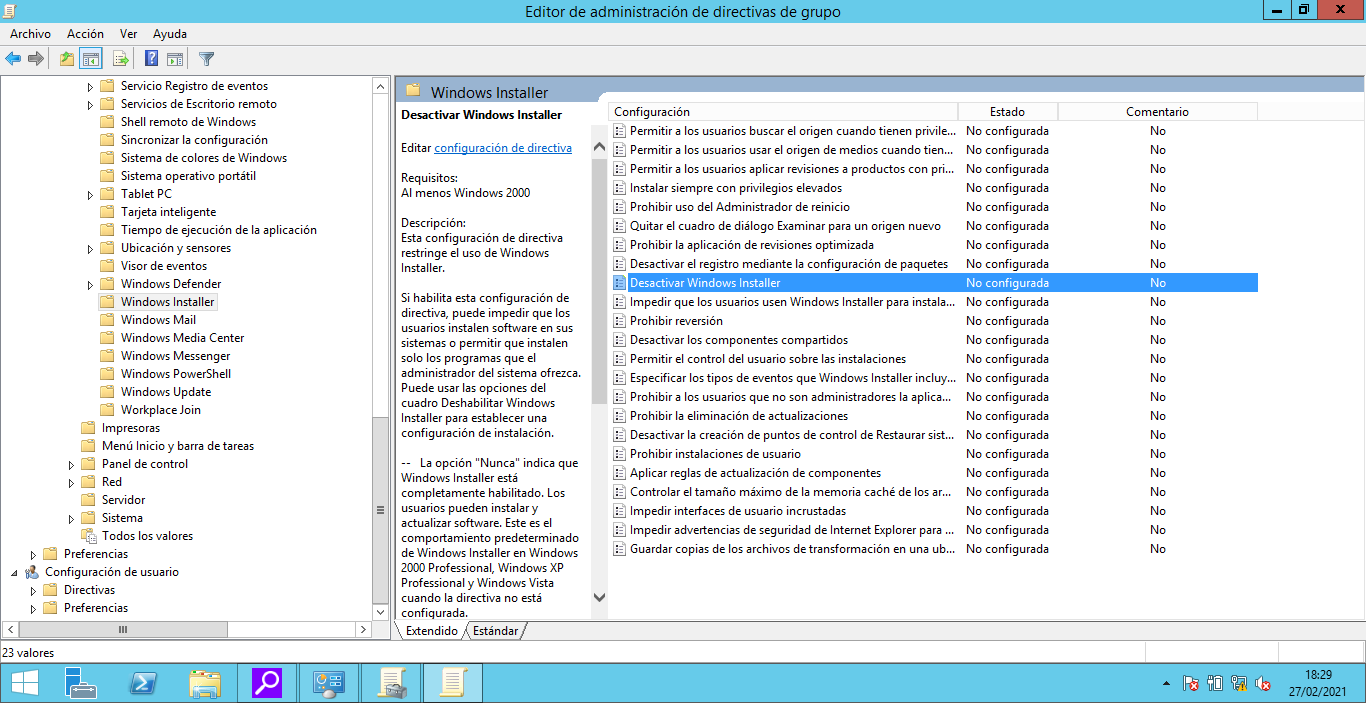 Editor de administración de directivas de grupo
Archivo Acción Ver Ayuda
Servicio Registro de eventos
Servicios de Escritorio remoto
Shell remoto de Windows
Sincronizar la configuración
Sistema de colores de Windows
Sistema operativo portátil
Tablet PC
Tarjeta inteligente
Tiempo de ejecución de la aplicación
Ubicación y sensores
Visor de eventos
Windows Defender
Windows Installer
Windows Mail
Windows Media Center
Windows Messenger
Windows PowerShell
Windows Update
Workplace Join
Impresoras
Menú Inicio y barra de tareas
Panel de control
Red
Servidor
Sistema
Todos los valores
Preferencias
Configuración de usuario
Directivas
Preferencias
Windows Installer
Desactivar Windows Installer
Editar configuración de directiva
Requisitos:
Al menos Windows 2000
Descripción:
Esta configuración de directiva
restringe el uso de Windows
Installer.
Si habilita esta configuración de
directiva, puede impedir que los
usuarios instalen software en sus
sistemas o permitir que instalen
solo los programas que el
administrador del sistema ofrezca.
Puede usar las opciones del
cuadro Deshabilitar Windows
Installer para establecer una
configuración de instalación.
-- La opción "Nunca" indica que
Windows Installer está
completamente habilitado. Los
usuarios pueden instalar y
actualizar software. Este es el
comportamiento predeterminado
de Windows Installer en Windows
2000 Professional, Windows XP
Professional y Windows Vista
cuando la directiva no está
configurada.
Configuración Estado Comentario
Permitir a los usuarios buscar el origen cuando tienen privile... No configurada No
Permitir a los usuarios usar el origen de medios cuando tien... No configurada No
Permitir a los usuarios aplicar revisiones a productos con pri... No configurada No
Instalar siempre con privilegios elevados No configurada No
Prohibir uso del Administrador de reinicio No configurada No
Quitar el cuadro de diálogo Examinar para un origen nuevo No configurada No
Prohibir la aplicación de revisiones optimizada No configurada No
Desactivar el registro mediante la configuración de paquetes No configurada No
Desactivar Windows Installer No configurada No
Impedir que los usuarios usen Windows Installer para instala... No configurada No
Prohibir reversión No configurada No
Desactivar los componentes compartidos No configurada No
Permitir el control del usuario sobre las instalaciones No configurada No
Especificar los tipos de eventos que Windows Installer incluy... No configurada No
Prohibir a los usuarios que no son administradores la aplica... No configurada No
Prohibir la eliminación de actualizaciones No configurada No
Desactivar la creación de puntos de control de Restaurar sist... No configurada No
Prohibir instalaciones de usuario No configurada No
Aplicar reglas de actualización de componentes No configurada No
Controlar el tamaño máximo de la memoria caché de los ar... No configurada No
Impedir interfaces de usuario incrustadas No configurada No
Impedir advertencias de seguridad de Internet Explorer para ... No configurada No
Guardar copias de los archivos de transformación en una ub... No configurada No
Extendido Estándar
23 valores
18:29
27/02/2021